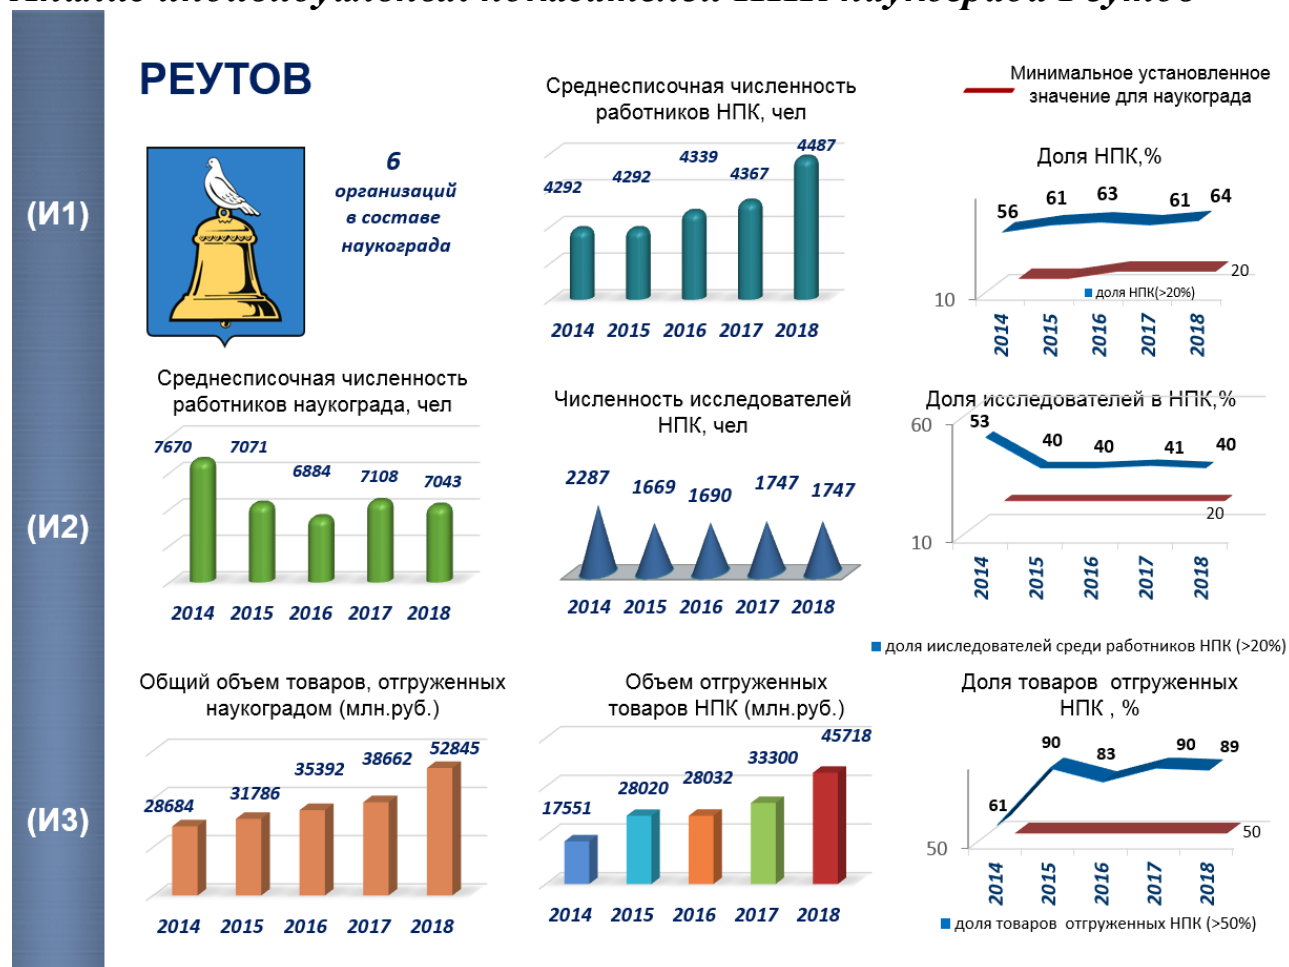 Анализ индивидуальных показателей НПК наукограда Реутов
РЕУТОВ
6
организаций
в составе
наукограда
(И1)
Среднесписочная численность
работников НПК, чел
4292
4292
4339
4367
4487
2014 2015 2016 2017 2018
Минимальное установленное
значение для наукограда
Доля НПК,%
56
61
63
61
64
20
10
доля НПК(>20%)
2014
2015
2016
2017
2018
(И2)
Среднесписочная численность
работников наукограда, чел
7670
7071
6884
7108
7043
2014 2015 2016 2017 2018
Численность исследователей
НПК, чел
2287
1669
1690
1747
1747
2014 2015 2016 2017 2018
Доля исследователей в НПК,%
60
53
40
40
41
40
20
10
2014
2015
2016
2017
2018
доля ииследователей среди работников НПК (>20%)
(И3)
Общий объем товаров, отгруженных
наукоградом (млн.руб.)
28684
31786
35392
38662
52845
2014 2015 2016 2017 2018
Объем отгруженных
товаров НПК (млн.руб.)
17551
28020
28032
33300
45718
2014 2015 2016 2017 2018
Доля товаров отгруженных
НПК , %
61
90
83
90
89
50
50
2014
2015
2016
2017
2018
доля товаров отгруженных НПК (>50%)